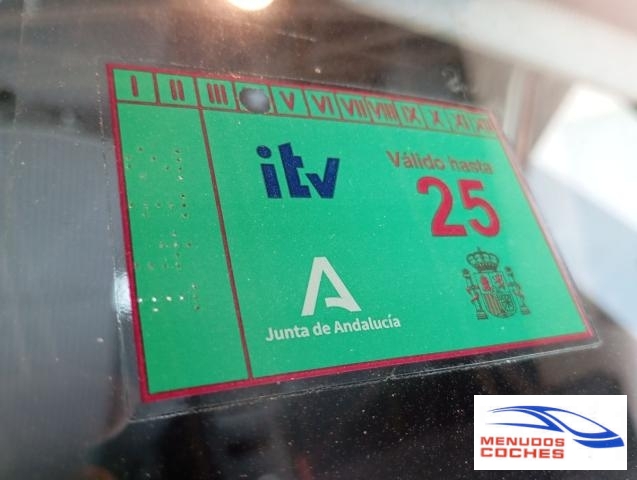 I II III V VI VII VIII IX X XI XII
itv
Válido hasta
25
Junta de Andalucía
MENUDOS
COCHES